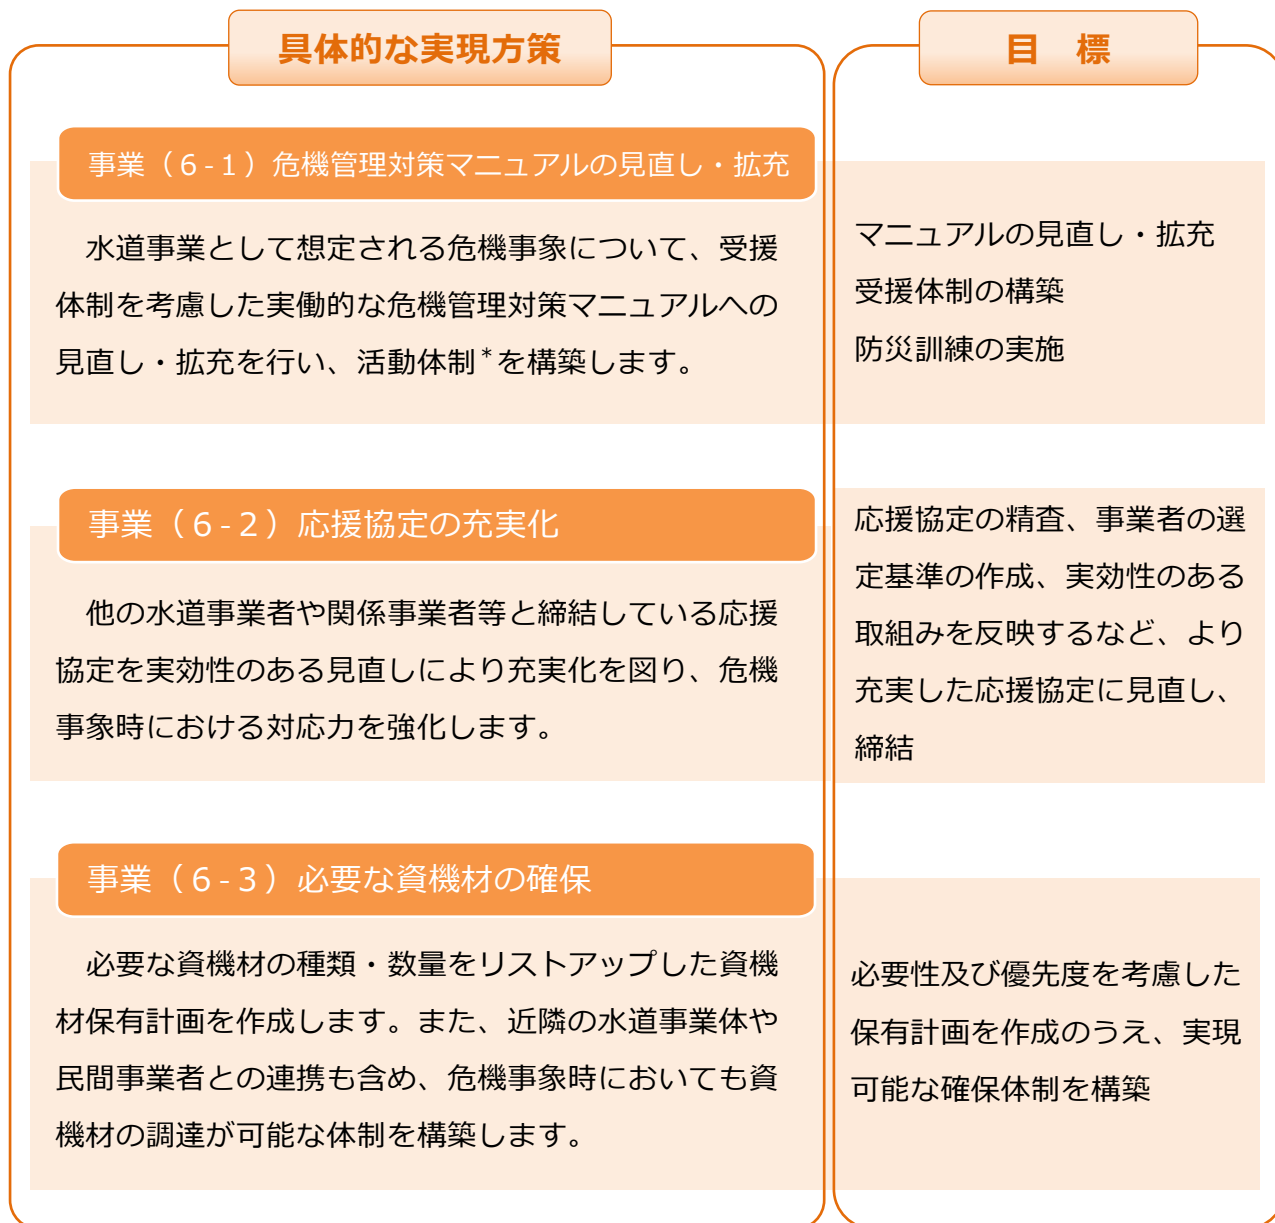 具体的な実現方策
目　標
事業（６-１）危機管理対策マニュアルの見直し・拡充
水道事業として想定される危機事象について、受援
体制を考慮した実働的な危機管理対策マニュアルへの
見直し・拡充を行い、活動体制*を構築します。
マニュアルの見直し・拡充
受援体制の構築
防災訓練の実施
事業（６-２）応援協定の充実化
他の水道事業者や関係事業者等と締結している応援
協定を実効性のある見直しにより充実化を図り、危機
事象時における対応力を強化します。
応援協定の精査、事業者の選
定基準の作成、実効性のある
取組みを反映するなど、より
充実した応援協定に見直し、
締結
事業（６-３）必要な資機材の確保
必要な資機材の種類・数量をリストアップした資機
材保有計画を作成します。また、近隣の水道事業体や
民間事業者との連携も含め、危機事象時においても資
機材の調達が可能な体制を構築します。
必要性及び優先度を考慮した
保有計画を作成のうえ、実現
可能な確保体制を構築